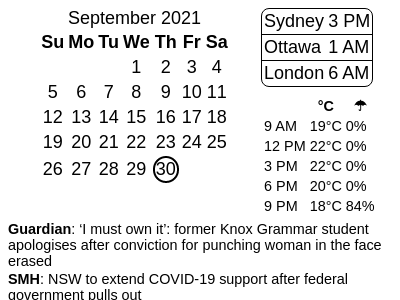 September 2021
Su Mo Tu We Th Fr Sa
1 2 3 4
5 6 7 8 9 10 11
12 13 14 15 16 17 18
19 20 21 22 23 24 25
26 27 28 29 30
Sydney 3 PM
Ottawa 1 AM
London 6 AM
°C ☂
9 AM 19°C 0%
12 PM 22°C 0%
3 PM 22°C 0%
6 PM 20°C 0%
9 PM 18°C 84%
Guardian: ‘I must own it’: former Knox Grammar student
apologises after conviction for punching woman in the face
erased
SMH: NSW to extend COVID-19 support after federal
government pulls out